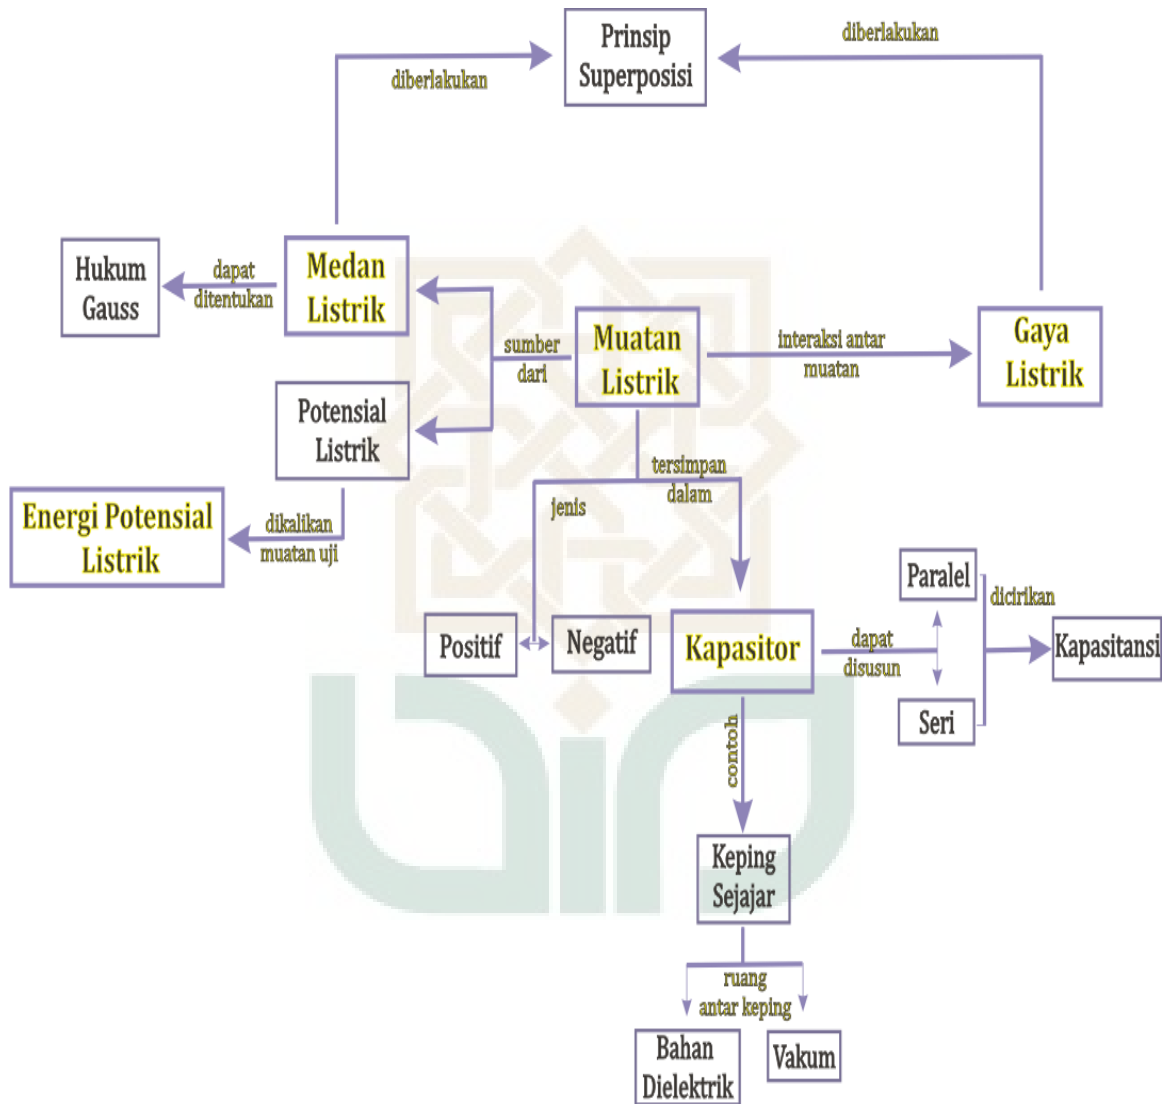 Prinsip
Superposisi
diberlakukan
diberlakukan
Hukum
Gauss
dapat
ditentukan
Medan
Listrik
sumber
dari
Muatan
Listrik
interaksi antar
muatan
Gaya
Listrik
Potensial
Listrik
Energi Potensial
Listrik
dikalikan
muatan uji
jenis
tersimpan
dalam
Positif
Negatif
Kapasitor
dapat
disusun
Paralel
Seri
dicirikan
Kapasitansi
contoh
Keping
Sejajar
ruang
antar keping
Bahan
Dielektrik
Vakum